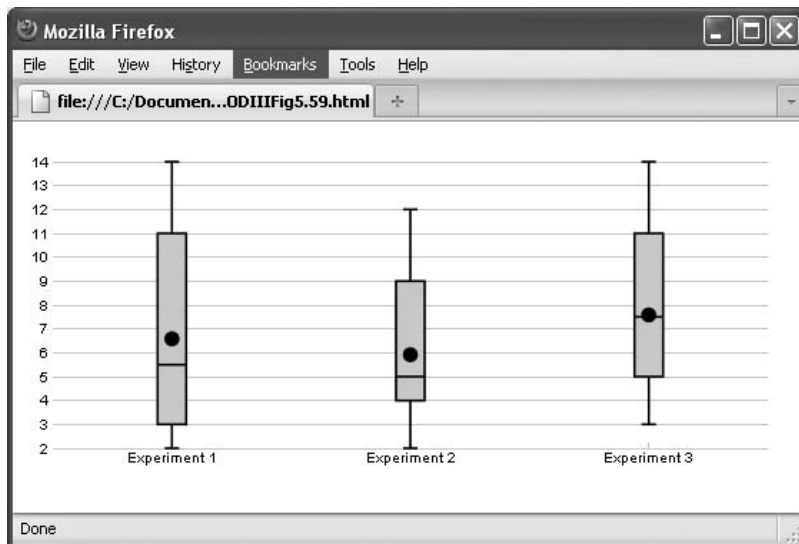 Mozilla Firefox
File Edit View History Bookmarks Tools Help
file:///C:/Documen...ODIIIFig5.59.html
14
13
12
11
10
9
8
7
6
5
4
3
2
Experiment 1 Experiment 2 Experiment 3
Done